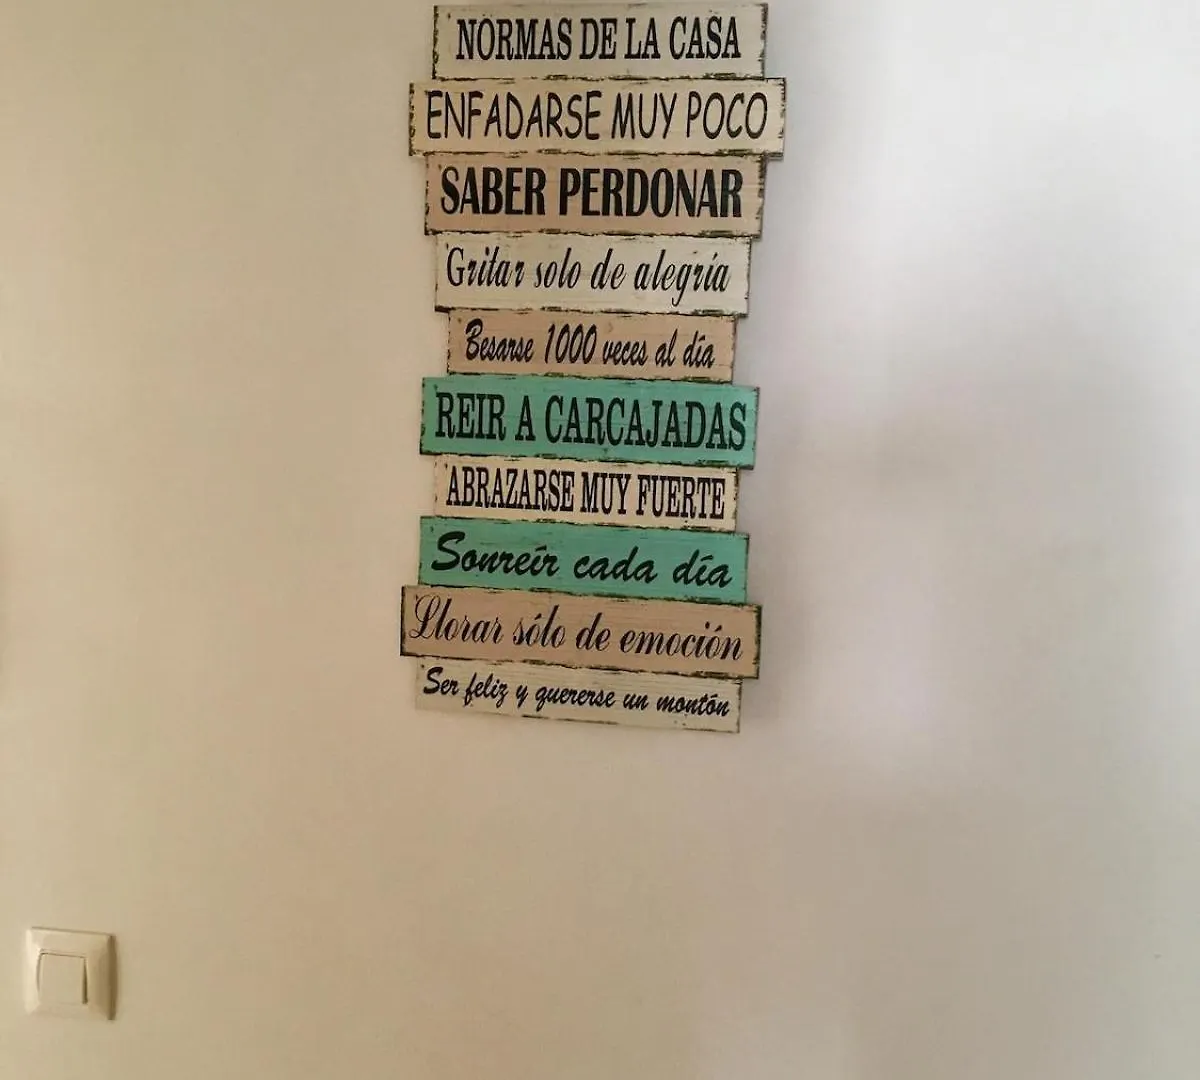 NORMAS DE LA CASA
ENFADARSE MUY POCO
SABER PERDONAR
Gritar solo de alegría
Besarse 1000 veces al día
REIR A CARCAJADAS
ABRAZARSE MUY FUERTE
Sonreír cada día
Llorar sólo de emoción
Ser feliz y quererse un montón